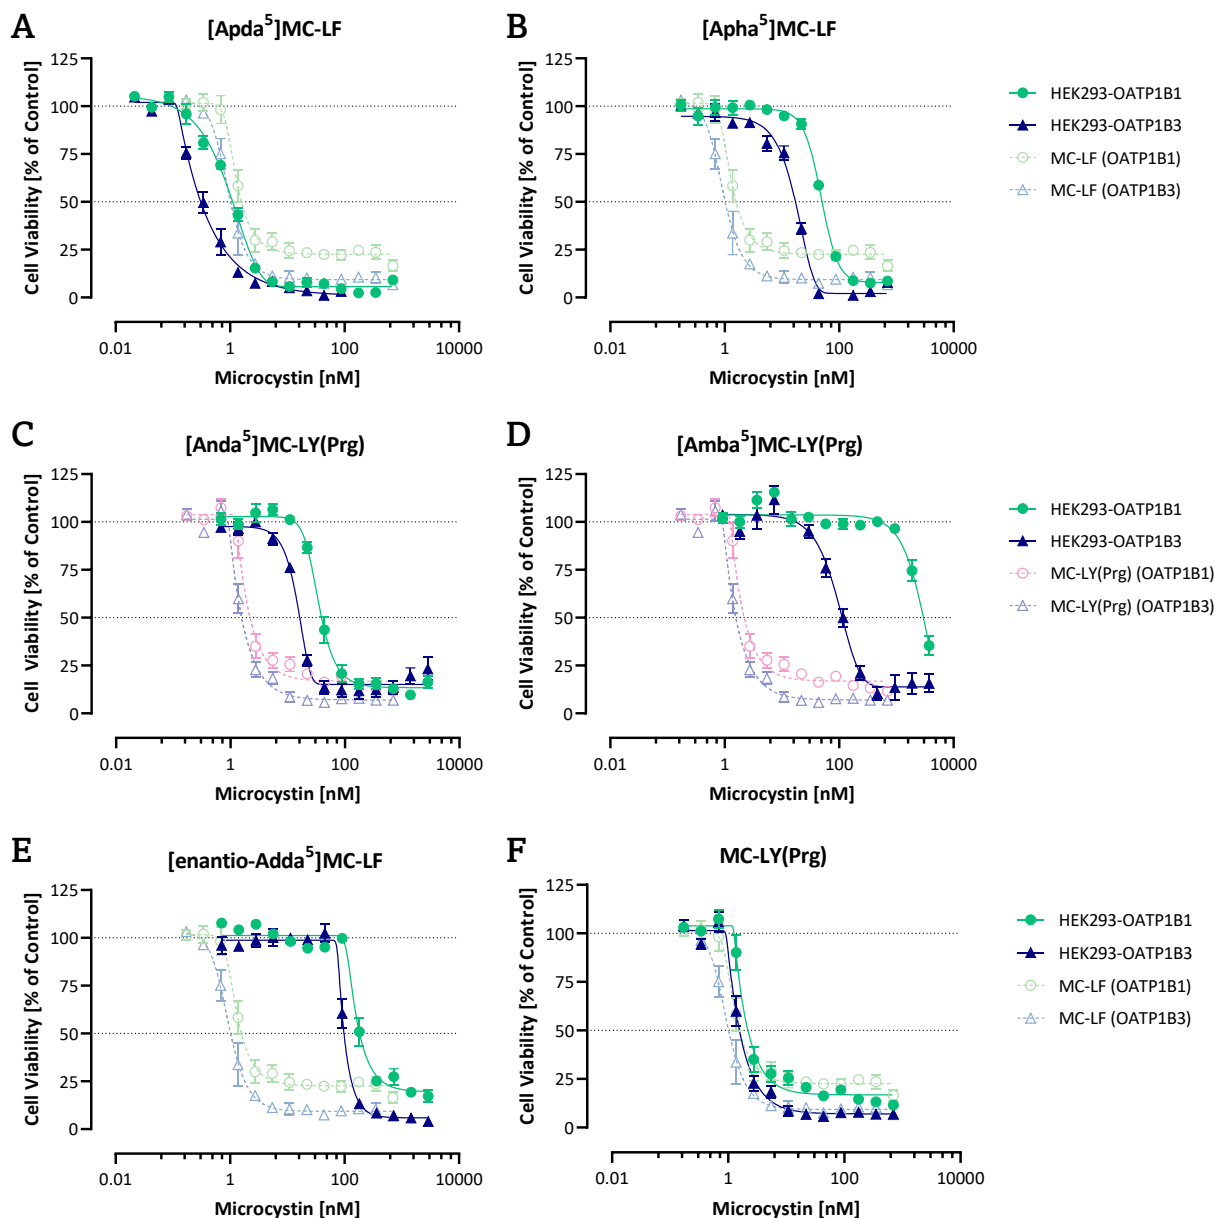 A
[Apda⁵]MC-LF
Cell Viability [% of Control]
125
100
75
50
25
0
0.01
1
100
10000
Microcystin [nM]
B
[Apha⁵]MC-LF
Cell Viability [% of Control]
125
100
75
50
25
0
0.01
1
100
10000
Microcystin [nM]
HEK293-OATP1B1
HEK293-OATP1B3
MC-LF (OATP1B1)
MC-LF (OATP1B3)
C
[Anda⁵]MC-LY(Prg)
Cell Viability [% of Control]
125
100
75
50
25
0
0.01
1
100
10000
Microcystin [nM]
D
[Amba⁵]MC-LY(Prg)
Cell Viability [% of Control]
125
100
75
50
25
0
0.01
1
100
10000
Microcystin [nM]
HEK293-OATP1B1
HEK293-OATP1B3
MC-LY(Prg) (OATP1B1)
MC-LY(Prg) (OATP1B3)
E
[enantio-Adda⁵]MC-LF
Cell Viability [% of Control]
125
100
75
50
25
0
0.01
1
100
10000
Microcystin [nM]
F
MC-LY(Prg)
Cell Viability [% of Control]
125
100
75
50
25
0
0.01
1
100
10000
Microcystin [nM]
HEK293-OATP1B1
HEK293-OATP1B3
MC-LF (OATP1B1)
MC-LF (OATP1B3)